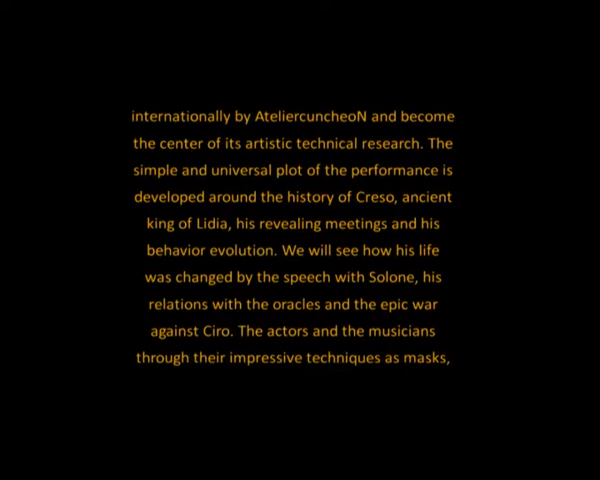 internationally by AteliercuncheoN and become
the center of its artistic technical research. The
simple and universal plot of the performance is
developed around the history of Creso, ancient
king of Lidia, his revealing meetings and his
behavior evolution. We will see how his life
was changed by the speech with Solone, his
relations with the oracles and the epic war
against Ciro. The actors and the musicians
through their impressive techniques as masks,